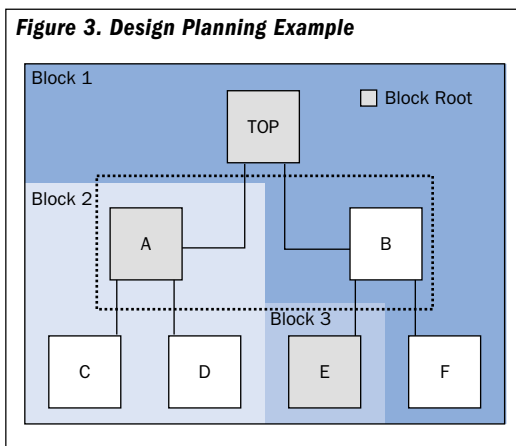 Figure 3. Design Planning Example
Block 1
Block Root
TOP
Block 2
A
B
Block 3
C
D
E
F